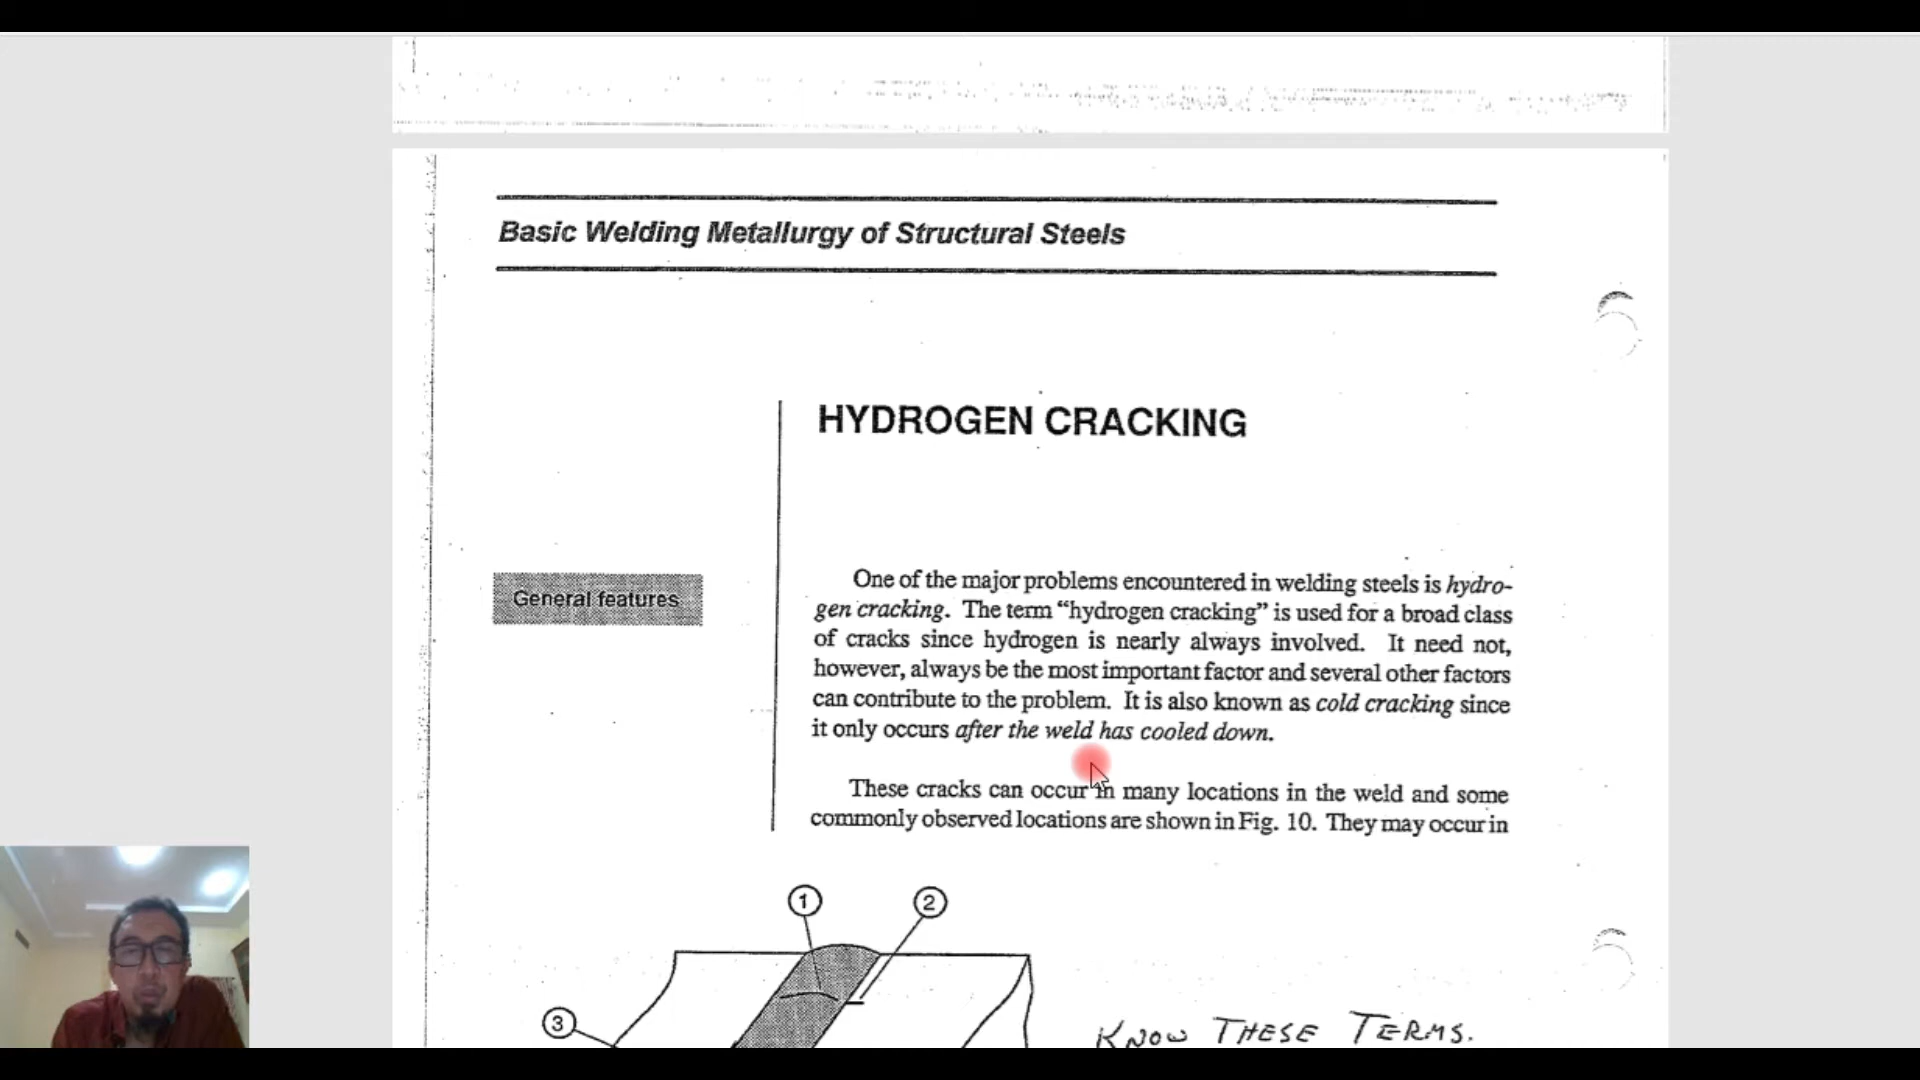 Basic Welding Metallurgy of Structural Steels
HYDROGEN CRACKING
General features
One of the major problems encountered in welding steels is hydro-
gen cracking. The term “hydrogen cracking” is used for a broad class
of cracks since hydrogen is nearly always involved. It need not,
however, always be the most important factor and several other factors
can contribute to the problem. It is also known as cold cracking since
it only occurs after the weld has cooled down.
These cracks can occur in many locations in the weld and some
commonly observed locations are shown in Fig. 10. They may occur in
1
2
3
KNOW THESE TERMS.